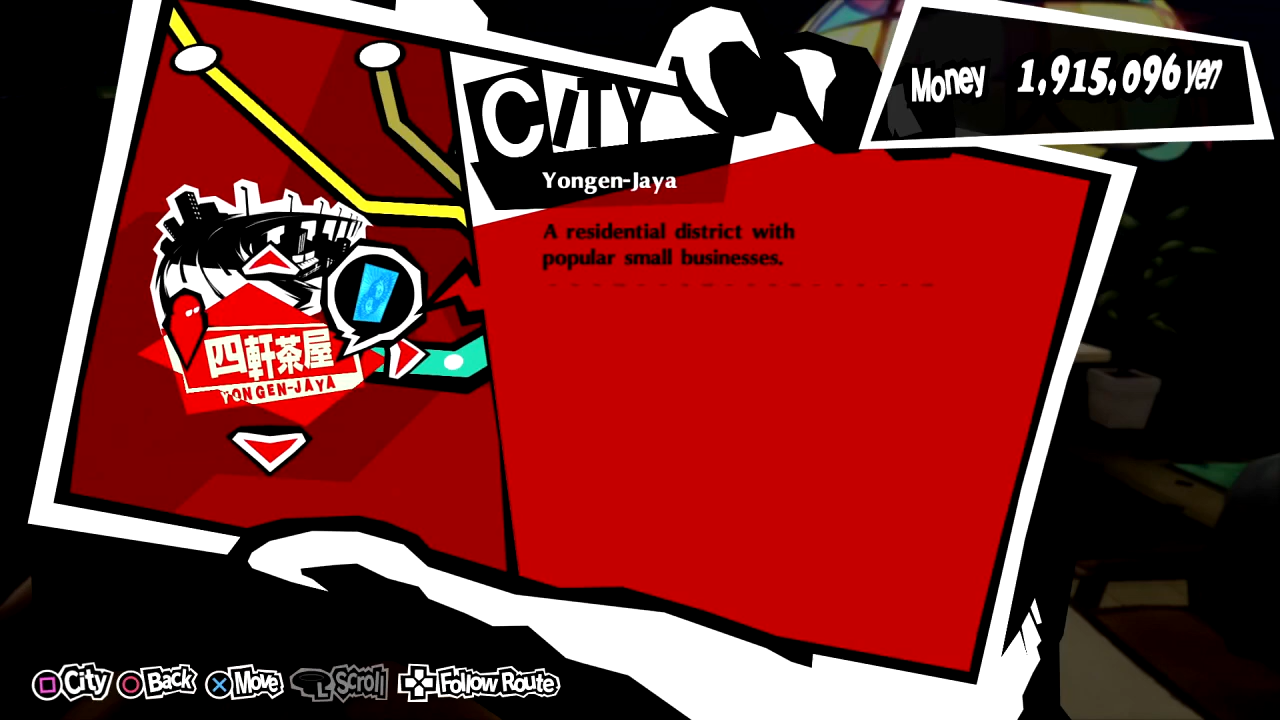 CITY
Money 1,915,096 yen
Yongen-Jaya
A residential district with
popular small businesses.
四軒茶屋
YONGEN-JAYA
City Back Move L Scroll Follow Route